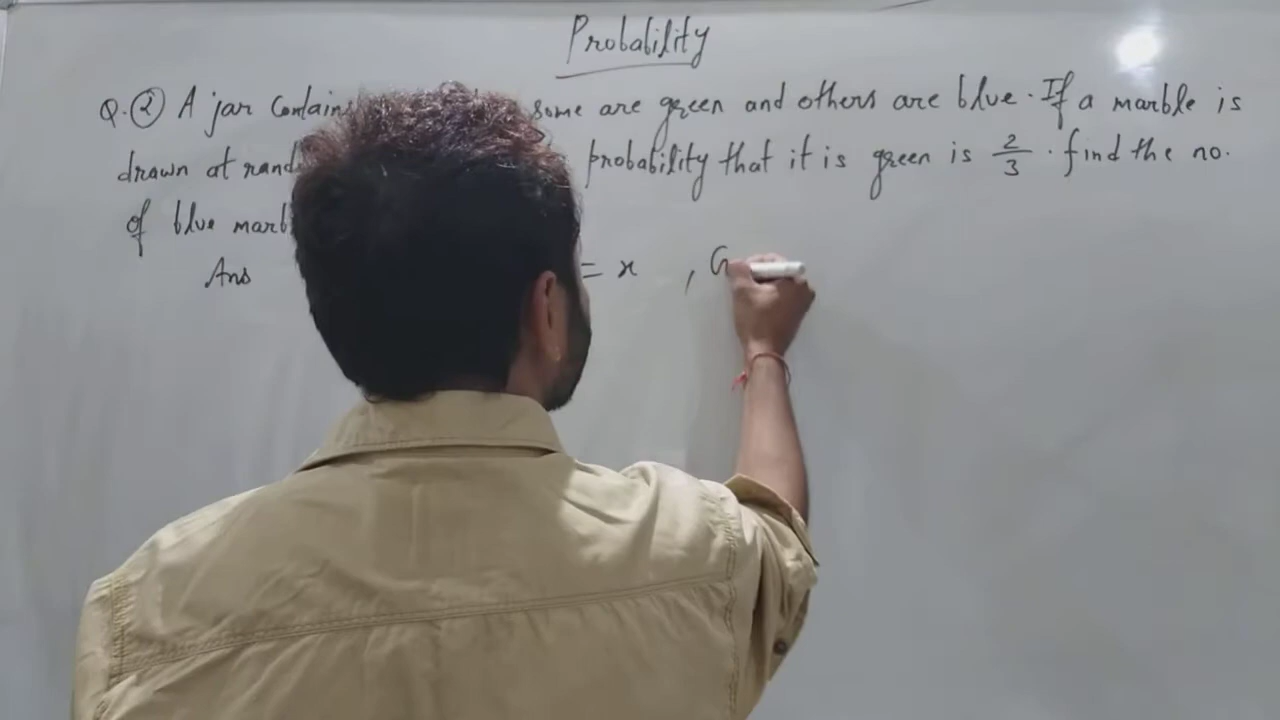 Probability
Q.② A jar contains some are green and others are blue. If a marble is
drawn at rand probability that it is green is 2/3 . find the no.
of blue marb
Ans = x , G